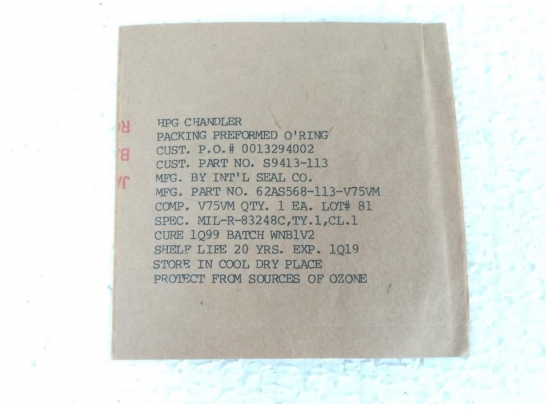 HPG CHANDLER
PACKING PREFORMED O'RING
CUST. P.O.# 0013294002
CUST. PART NO. S9413-113
MFG. BY INT'L SEAL CO.
MFG. PART NO. 62AS568-113-V75VM
COMP. V75VM QTY. 1 EA. LOT# 81
SPEC. MIL-R-83248C,TY.1,CL.1
CURE 1Q99 BATCH WNB1V2
SHELF LIFE 20 YRS. EXP. 1Q19
STORE IN COOL DRY PLACE
PROTECT FROM SOURCES OF OZONE